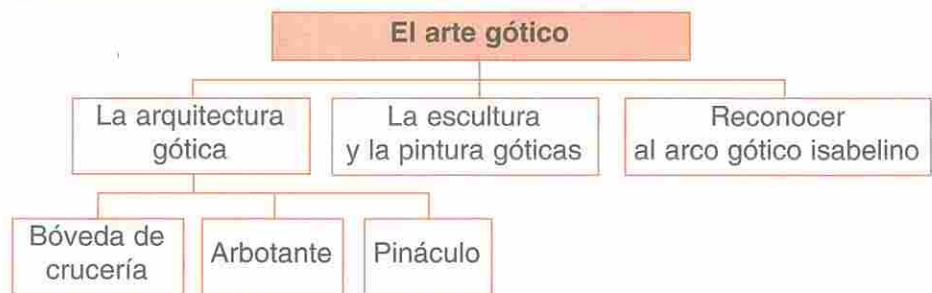 El arte gótico
La arquitectura
gótica
La escultura
y la pintura góticas
Reconocer
al arco gótico isabelino
Bóveda de
crucería
Arbotante
Pináculo